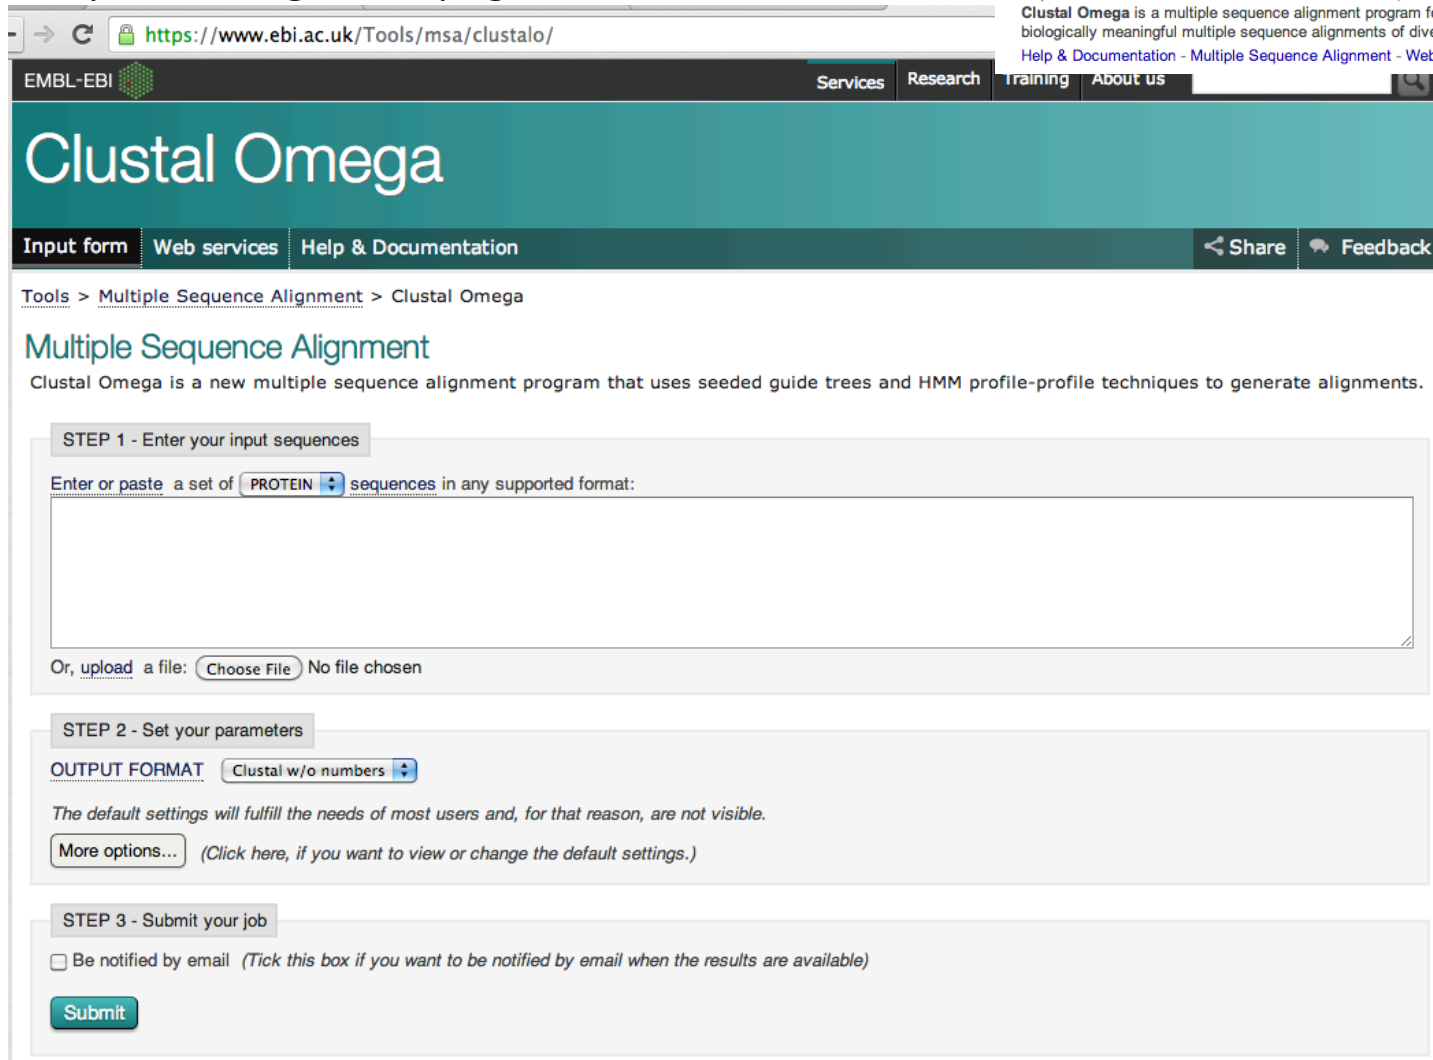 Clustal Omega is a multiple sequence alignment program
biologically meaningful multiple sequence alignments of
Help & Documentation - Multiple Sequence Alignment - Web
https://www.ebi.ac.uk/Tools/msa/clustalo/
EMBL-EBI
Services Research Training About us
Clustal Omega
Input form Web services Help & Documentation Share Feedback
Tools > Multiple Sequence Alignment > Clustal Omega
Multiple Sequence Alignment
Clustal Omega is a new multiple sequence alignment program that uses seeded guide trees and HMM profile-profile techniques to generate alignments.
STEP 1 - Enter your input sequences
Enter or paste a set of PROTEIN sequences in any supported format:
Or, upload a file: Choose File No file chosen
STEP 2 - Set your parameters
OUTPUT FORMAT Clustal w/o numbers
The default settings will fulfill the needs of most users and, for that reason, are not visible.
More options... (Click here, if you want to view or change the default settings.)
STEP 3 - Submit your job
Be notified by email (Tick this box if you want to be notified by email when the results are available)
Submit